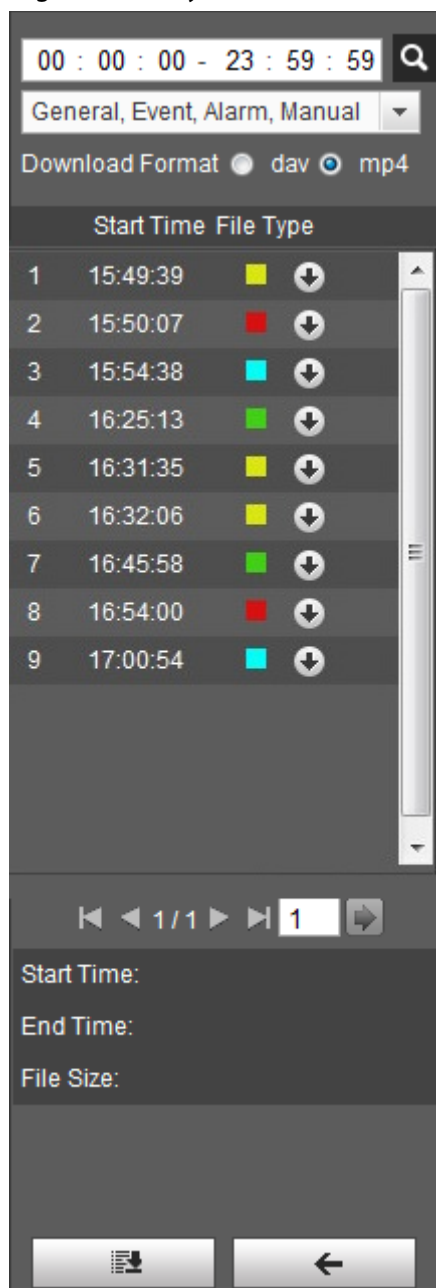 00 : 00 : 00 - 23 : 59 : 59
General, Event, Alarm, Manual
Download Format dav mp4
Start Time File Type
1 15:49:39
2 15:50:07
3 15:54:38
4 16:25:13
5 16:31:35
6 16:32:06
7 16:45:58
8 16:54:00
9 17:00:54
1 / 1 1
Start Time:
End Time:
File Size: